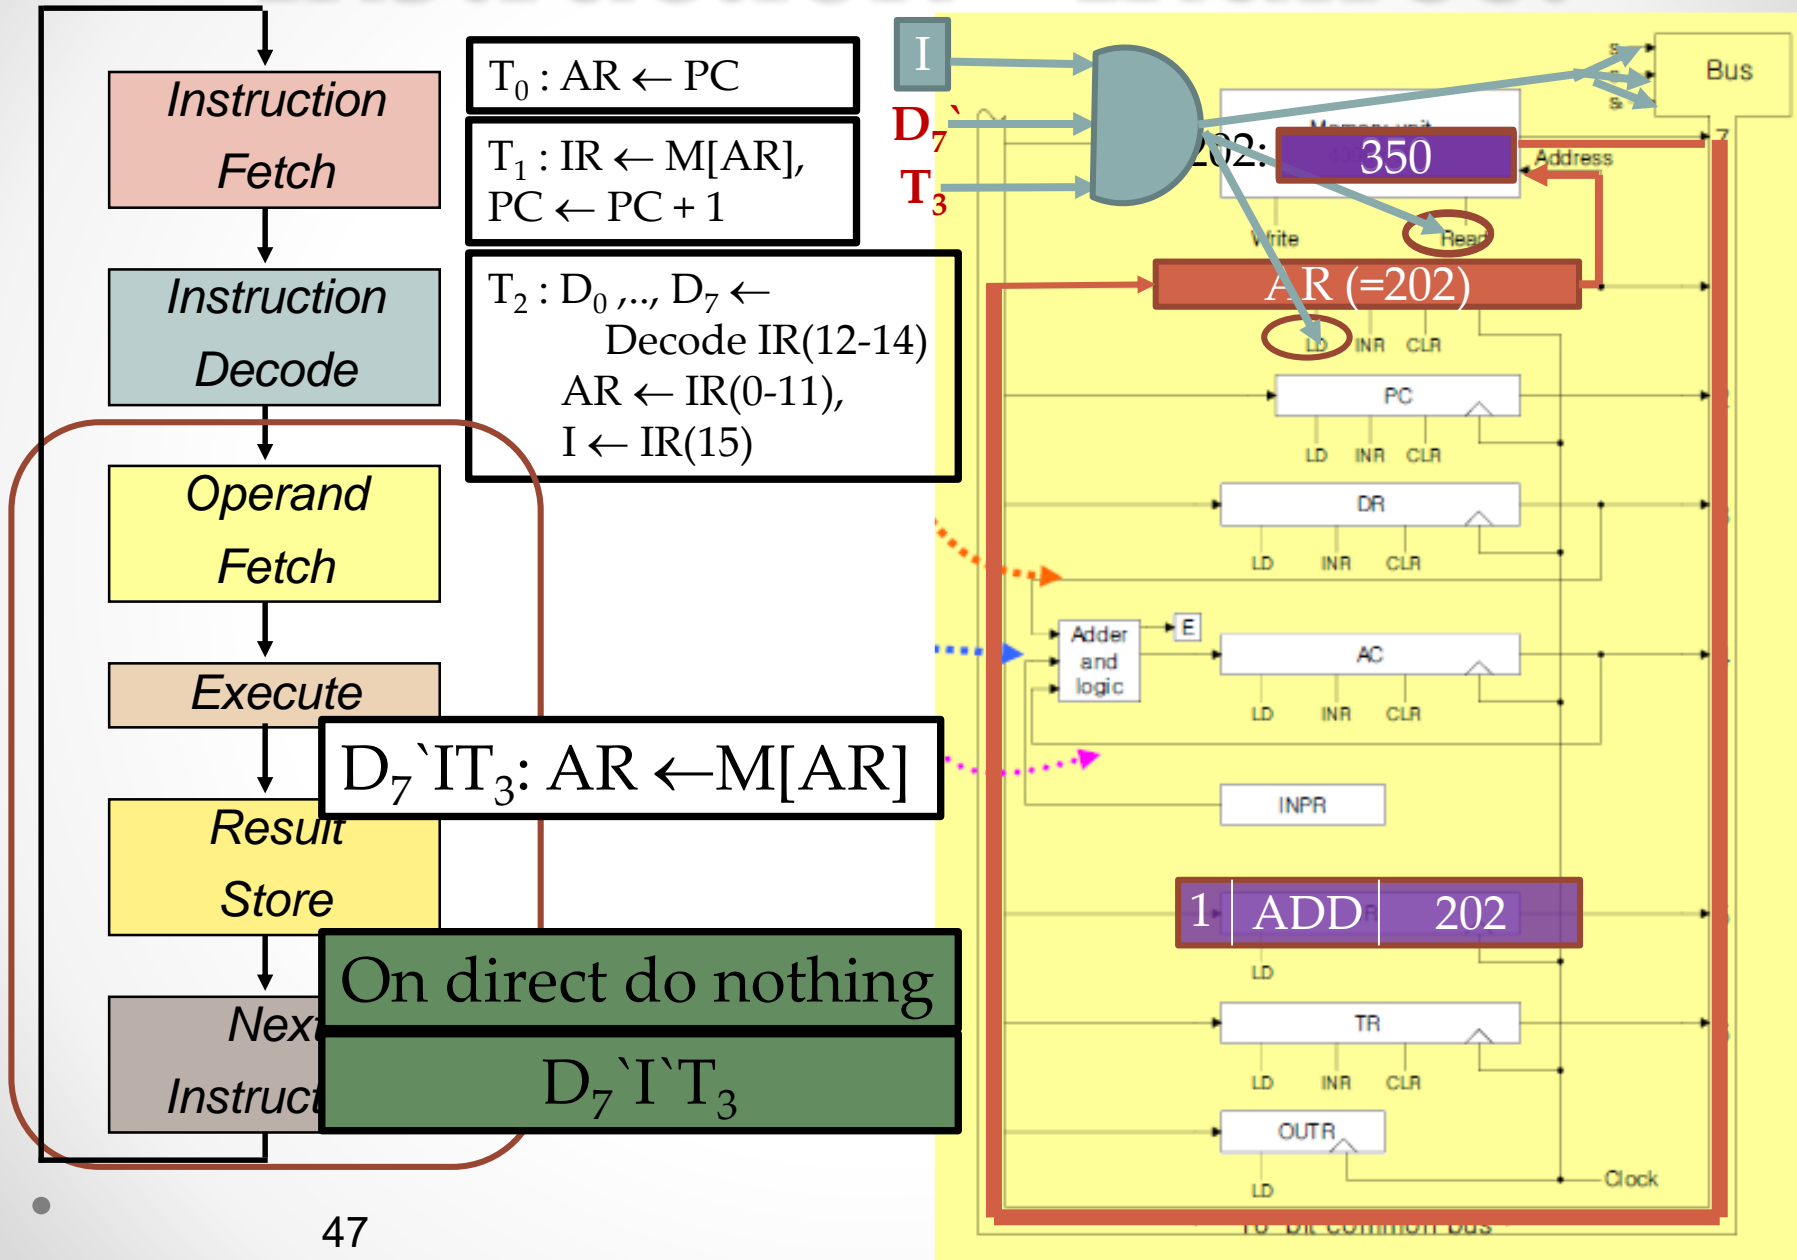 Instruction
Fetch
Instruction
Decode
Operand
Fetch
Execute
Result
Store
Next
T₀ : AR ← PC
T₁ : IR ← M[AR],
PC ← PC + 1
T₂ : D₀ ,.., D₇ ←
Decode IR(12-14)
AR ← IR(0-11),
I ← IR(15)
D₇`IT₃: AR ←M[AR]
On direct do nothing
D₇`I`T₃
I
D₇`
T₃
Bus
202: 350
7
Address
Write Read
AR (=202)
LD INR CLR
PC
LD INR CLR
DR
LD INR CLR
Adder
and
logic
E
AC
LD INR CLR
INPR
1 ADD 202
LD
TR
LD INR CLR
OUTR
LD
Clock
47